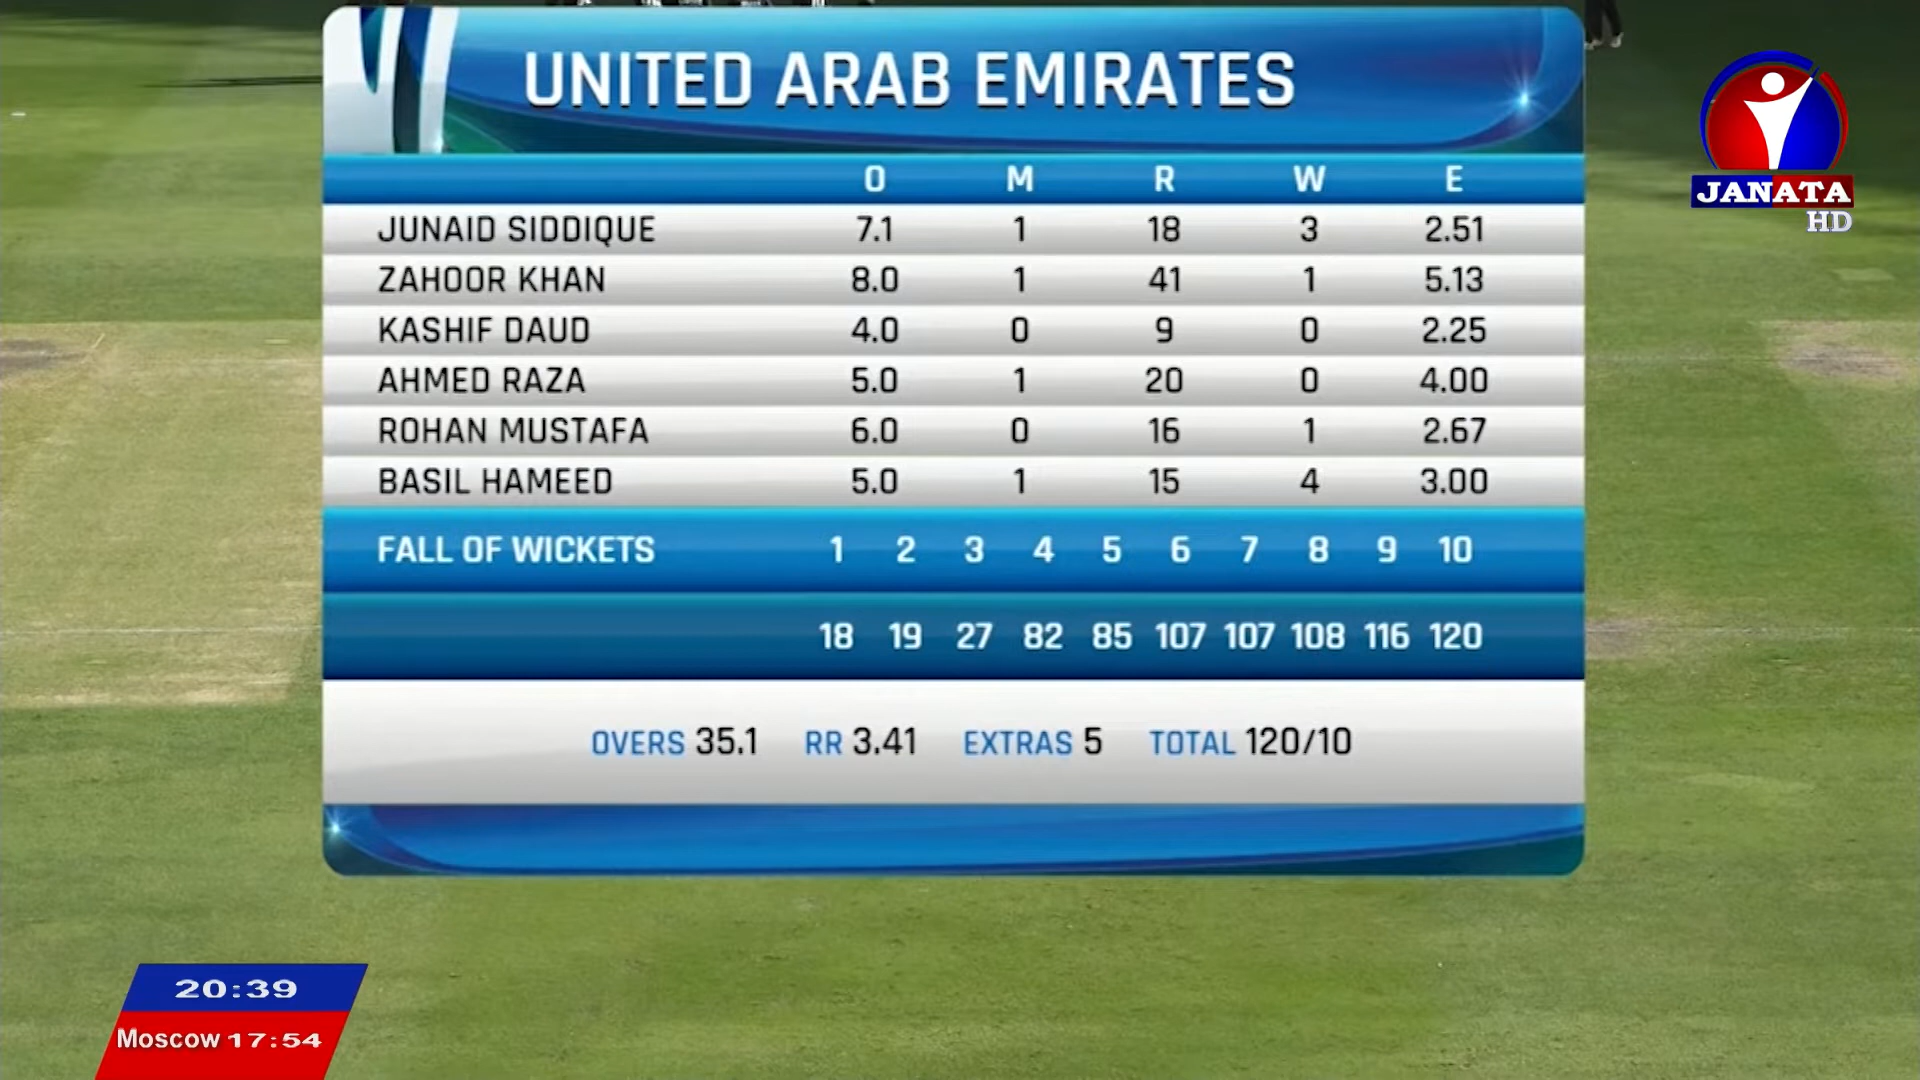 UNITED ARAB EMIRATES
O M R W E
JUNAID SIDDIQUE 7.1 1 18 3 2.51
ZAHOOR KHAN 8.0 1 41 1 5.13
KASHIF DAUD 4.0 0 9 0 2.25
AHMED RAZA 5.0 1 20 0 4.00
ROHAN MUSTAFA 6.0 0 16 1 2.67
BASIL HAMEED 5.0 1 15 4 3.00
FALL OF WICKETS 1 2 3 4 5 6 7 8 9 10
18 19 27 82 85 107 107 108 116 120
OVERS 35.1 RR 3.41 EXTRAS 5 TOTAL 120/10
JANATA
HD
20:39
Moscow 17:54